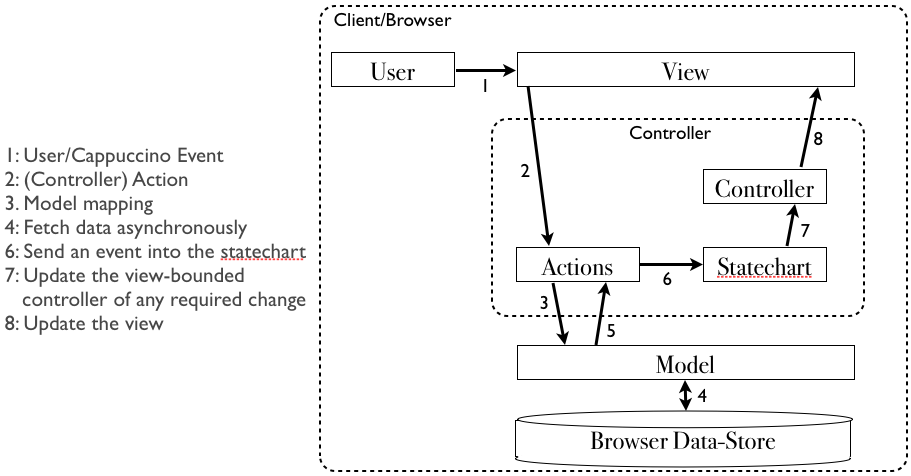 Client/Browser
User
View
1
Controller
1: User/Cappuccino Event
2: (Controller) Action
3. Model mapping
4: Fetch data asynchronously
6: Send an event into the statechart
7: Update the view-bounded
controller of any required change
8: Update the view
2
8
Controller
7
Actions
6
Statechart
3
5
Model
4
Browser Data-Store